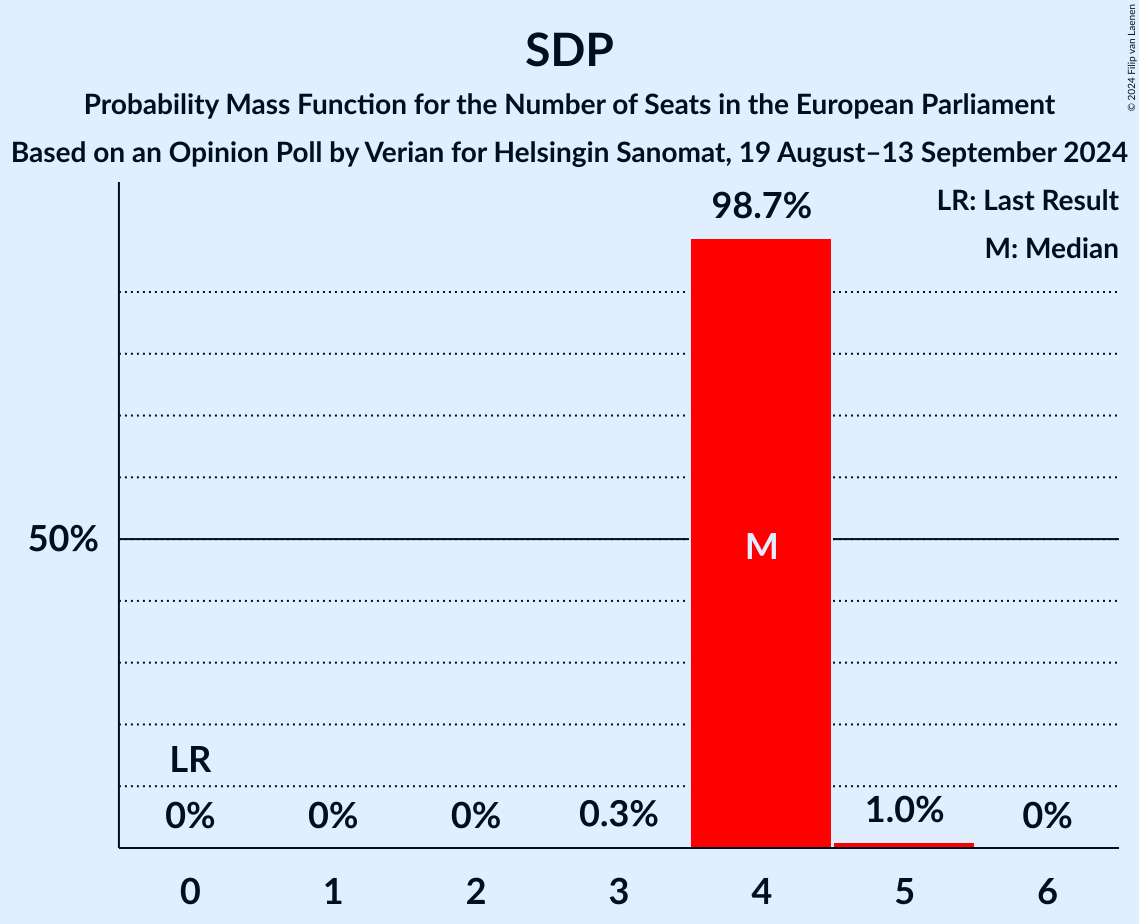 SDP
Probability Mass Function for the Number of Seats in the European Parliament
Based on an Opinion Poll by Verian for Helsingin Sanomat, 19 August–13 September 2024
© 2024 Filip van Laenen
LR: Last Result
M: Median
98.7%
50%
M
LR
0%
0%
0%
0.3%
1.0%
0%
0
1
2
3
4
5
6